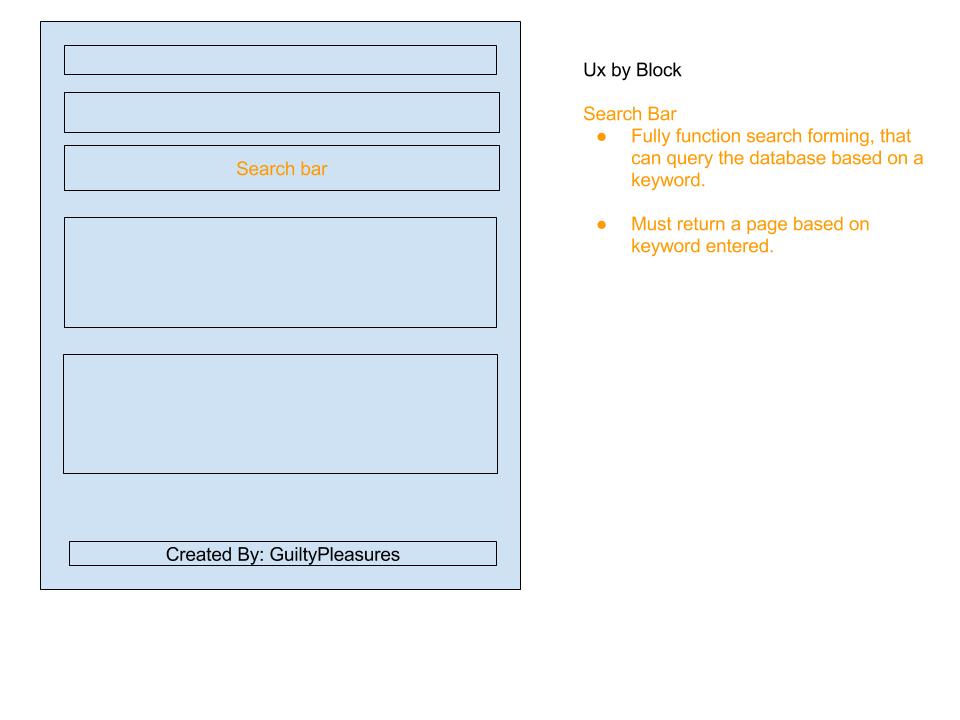 Search bar
Created By: GuiltyPleasures
Ux by Block
Search Bar
● Fully function search forming, that
can query the database based on a
keyword.
● Must return a page based on
keyword entered.